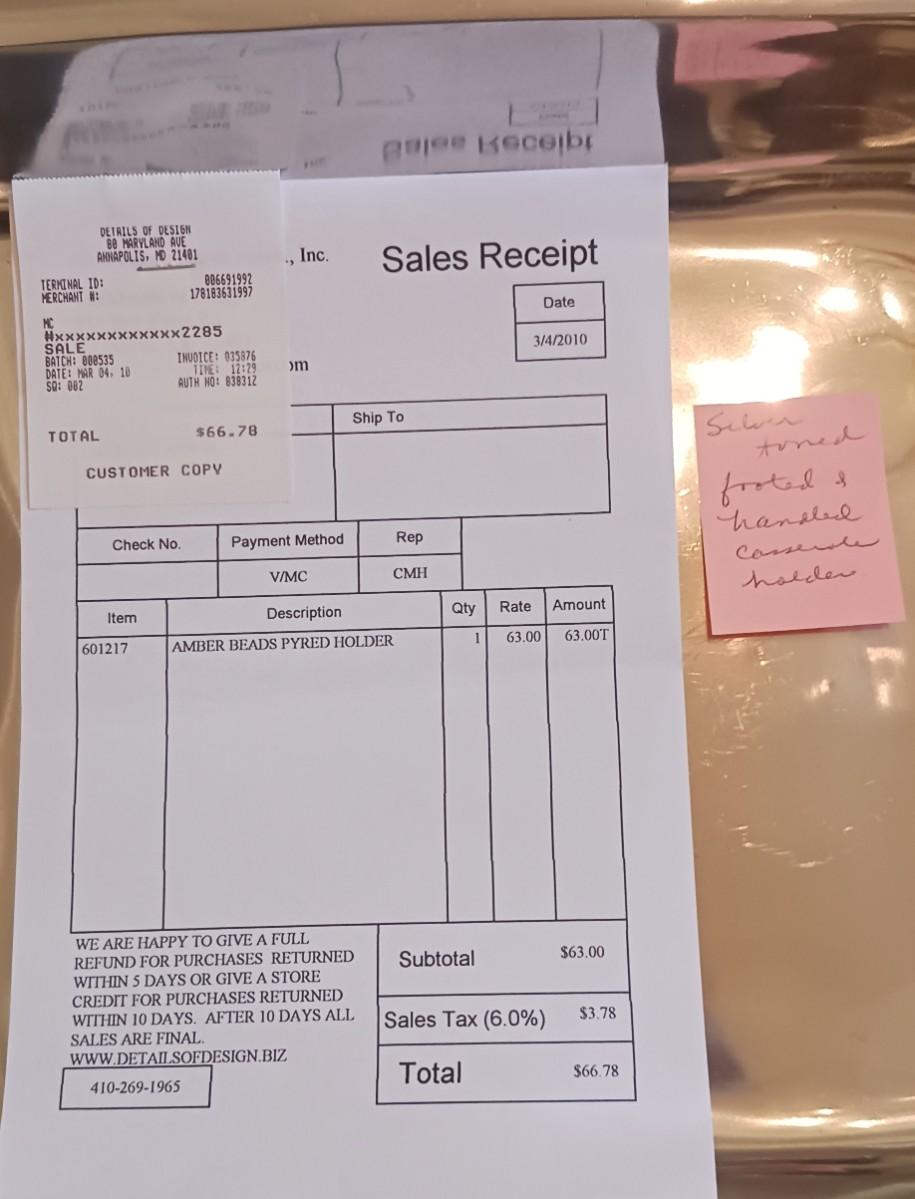 DETAILS OF DESIGN
80 MARYLAND AVE
ANNAPOLIS, MD 21401
TERMINAL ID: 006691992
MERCHANT #: 178183631997
MC
#xxxxxxxxxxxx2285
SALE
BATCH: 000535 INVOICE: 035876
DATE: MAR 04, 10 TIME: 12:29
SQ: 002 AUTH NO: 838312
TOTAL $66.78
CUSTOMER COPY
., Inc.
Sales Receipt
Date
3/4/2010
om
Ship To
Check No. Payment Method Rep
V/MC CMH
Item Description Qty Rate Amount
601217 AMBER BEADS PYRED HOLDER 1 63.00 63.00T
WE ARE HAPPY TO GIVE A FULL
REFUND FOR PURCHASES RETURNED
WITHIN 5 DAYS OR GIVE A STORE
CREDIT FOR PURCHASES RETURNED
WITHIN 10 DAYS. AFTER 10 DAYS ALL
SALES ARE FINAL.
WWW.DETAILSOFDESIGN.BIZ
410-269-1965
Subtotal $63.00
Sales Tax (6.0%) $3.78
Total $66.78
Silver
toned
footed &
handled
casserole
holder
Sales Receipt